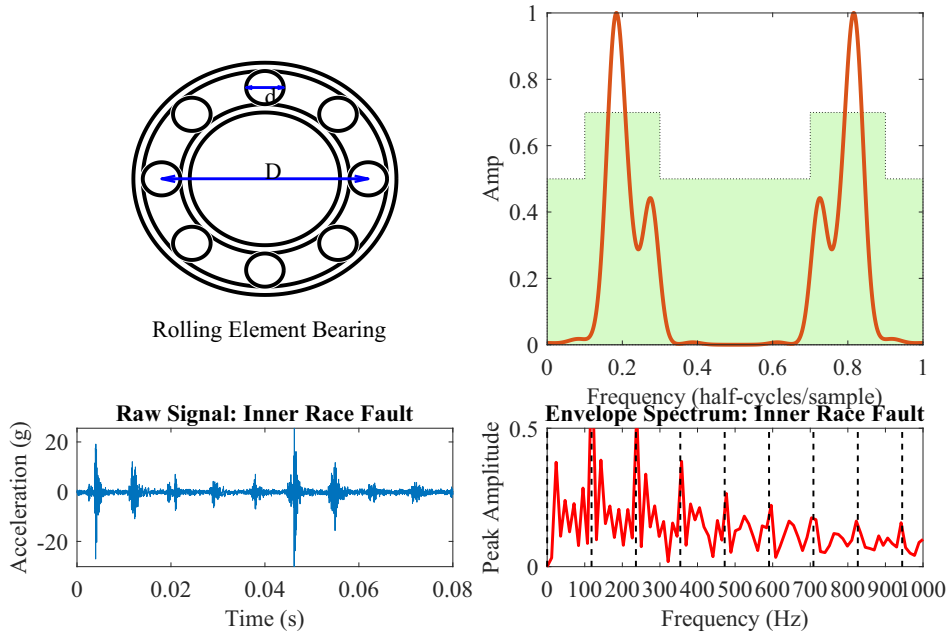 d
D
Rolling Element Bearing
1
0.8
0.6
0.4
0.2
0
Amp
0
0.2
0.4
0.6
0.8
1
Frequency (half-cycles/sample)
Raw Signal: Inner Race Fault
20
0
-20
Acceleration (g)
0
0.02
0.04
0.06
0.08
Time (s)
Envelope Spectrum: Inner Race Fault
0.5
0
Peak Amplitude
0 100 200 300 400 500 600 700 800 900 1000
Frequency (Hz)